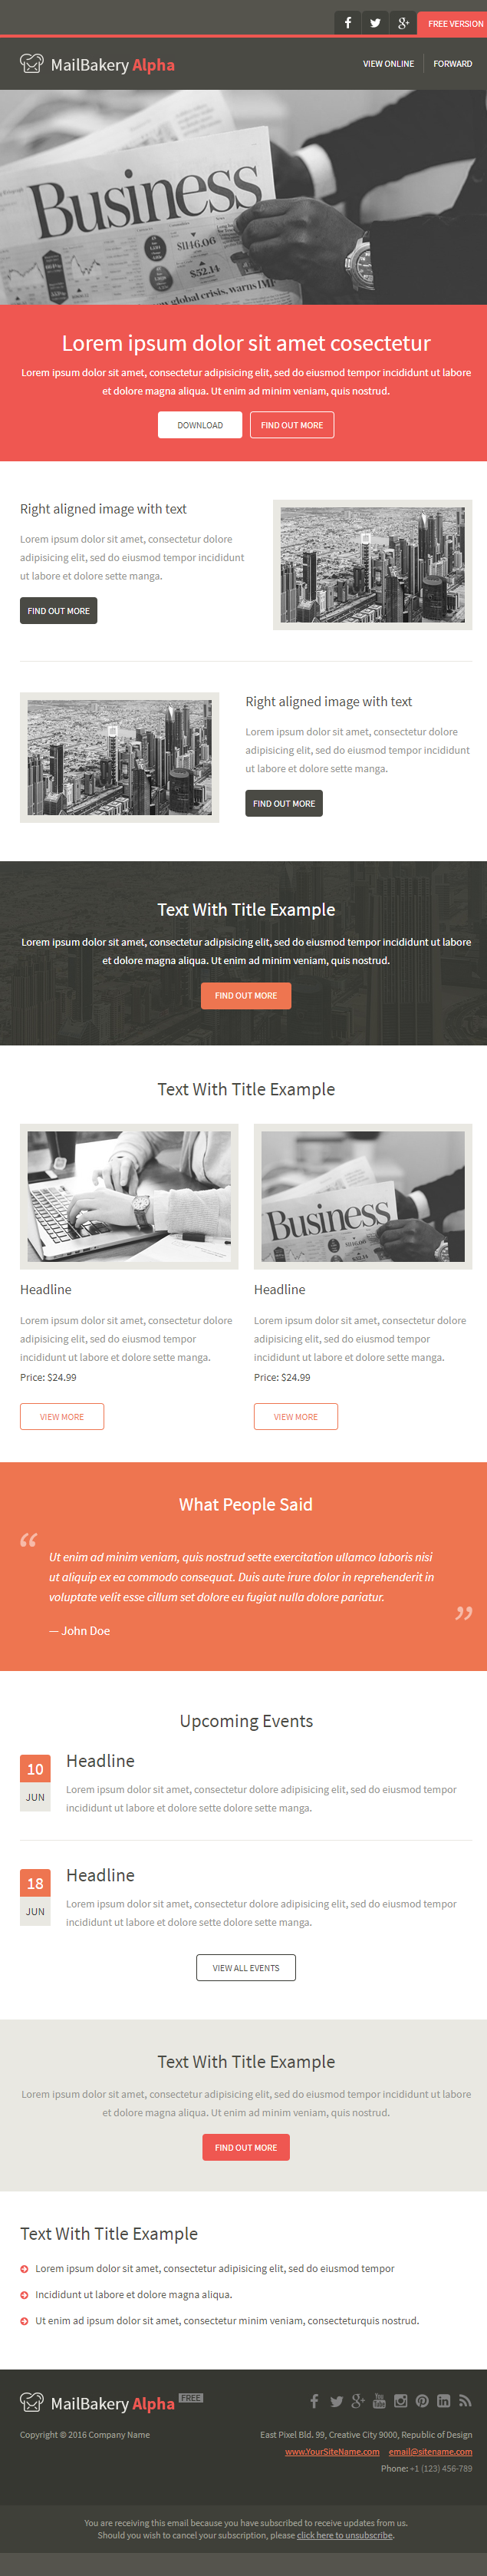 FREE VERSION
MailBakery Alpha
VIEW ONLINE FORWARD
Business
$1146.06
$52.14
global crisis, warns IMF
Lorem ipsum dolor sit amet cosectetur
Lorem ipsum dolor sit amet, consectetur adipisicing elit, sed do eiusmod tempor incididunt ut labore
et dolore magna aliqua. Ut enim ad minim veniam, quis nostrud.
DOWNLOAD FIND OUT MORE
Right aligned image with text
Lorem ipsum dolor sit amet, consectetur dolore
adipisicing elit, sed do eiusmod tempor incididunt
ut labore et dolore sette manga.
FIND OUT MORE
Right aligned image with text
Lorem ipsum dolor sit amet, consectetur dolore
adipisicing elit, sed do eiusmod tempor incididunt
ut labore et dolore sette manga.
FIND OUT MORE
Text With Title Example
Lorem ipsum dolor sit amet, consectetur adipisicing elit, sed do eiusmod tempor incididunt ut labore
et dolore magna aliqua. Ut enim ad minim veniam, quis nostrud.
FIND OUT MORE
Text With Title Example
Business
Headline
Lorem ipsum dolor sit amet, consectetur dolore
adipisicing elit, sed do eiusmod tempor
incididunt ut labore et dolore sette manga.
Price: $24.99
VIEW MORE
Headline
Lorem ipsum dolor sit amet, consectetur dolore
adipisicing elit, sed do eiusmod tempor
incididunt ut labore et dolore sette manga.
Price: $24.99
VIEW MORE
What People Said
“
Ut enim ad minim veniam, quis nostrud sette exercitation ullamco laboris nisi
ut aliquip ex ea commodo consequat. Duis aute irure dolor in reprehenderit in
voluptate velit esse cillum set dolore eu fugiat nulla dolore pariatur.
”
— John Doe
Upcoming Events
10
JUN
Headline
Lorem ipsum dolor sit amet, consectetur dolore adipisicing elit, sed do eiusmod tempor
incididunt ut labore et dolore dolore sette manga.
18
JUN
Headline
Lorem ipsum dolor sit amet, consectetur dolore adipisicing elit, sed do eiusmod tempor
incididunt ut labore et dolore dolore sette manga.
VIEW ALL EVENTS
Text With Title Example
Lorem ipsum dolor sit amet, consectetur adipisicing elit, sed do eiusmod tempor incididunt ut labore
et dolore magna aliqua. Ut enim ad minim veniam, quis nostrud.
FIND OUT MORE
Text With Title Example
Lorem ipsum dolor sit amet, consectetur adipisicing elit, sed do eiusmod tempor
Incididunt ut labore et dolore magna aliqua.
Ut enim ad ipsum dolor sit amet, consectetur minim veniam, consecteturquis nostrud.
MailBakery Alpha FREE
Copyright © 2016 Company Name
East Pixel Bld. 99, Creative City 9000, Republic of Design
www.YourSiteName.com email@sitename.com
Phone: +1 (123) 456-789
You are receiving this email because you have subscribed to receive updates from us.
Should you wish to cancel your subscription, please click here to unsubscribe.